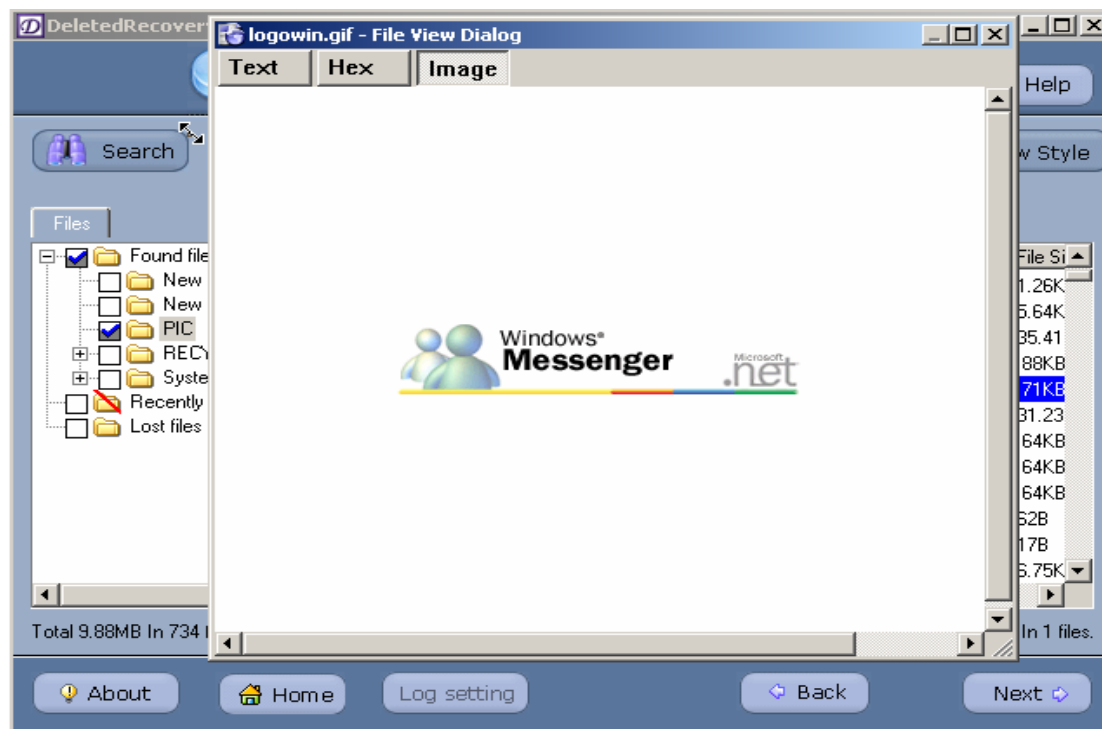 DeletedRecover
logowin.gif - File View Dialog
Text Hex Image
Help
Search
w Style
Files
Found file
New
New
PIC
RECY
Syste
Recently
Lost files
Windows®
Messenger
Microsoft
.net
File Si
1.26K
5.64K
35.41
88KB
71KB
31.23
64KB
64KB
64KB
62B
17B
6.75K
Total 9.88MB In 734
In 1 files.
About Home Log setting Back Next